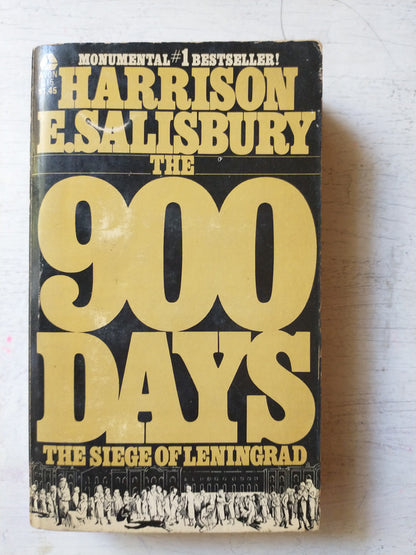 MONUMENTAL #1 BESTSELLER!
HARRISON
E. SALISBURY
THE
900
DAYS
THE SIEGE OF LENINGRAD